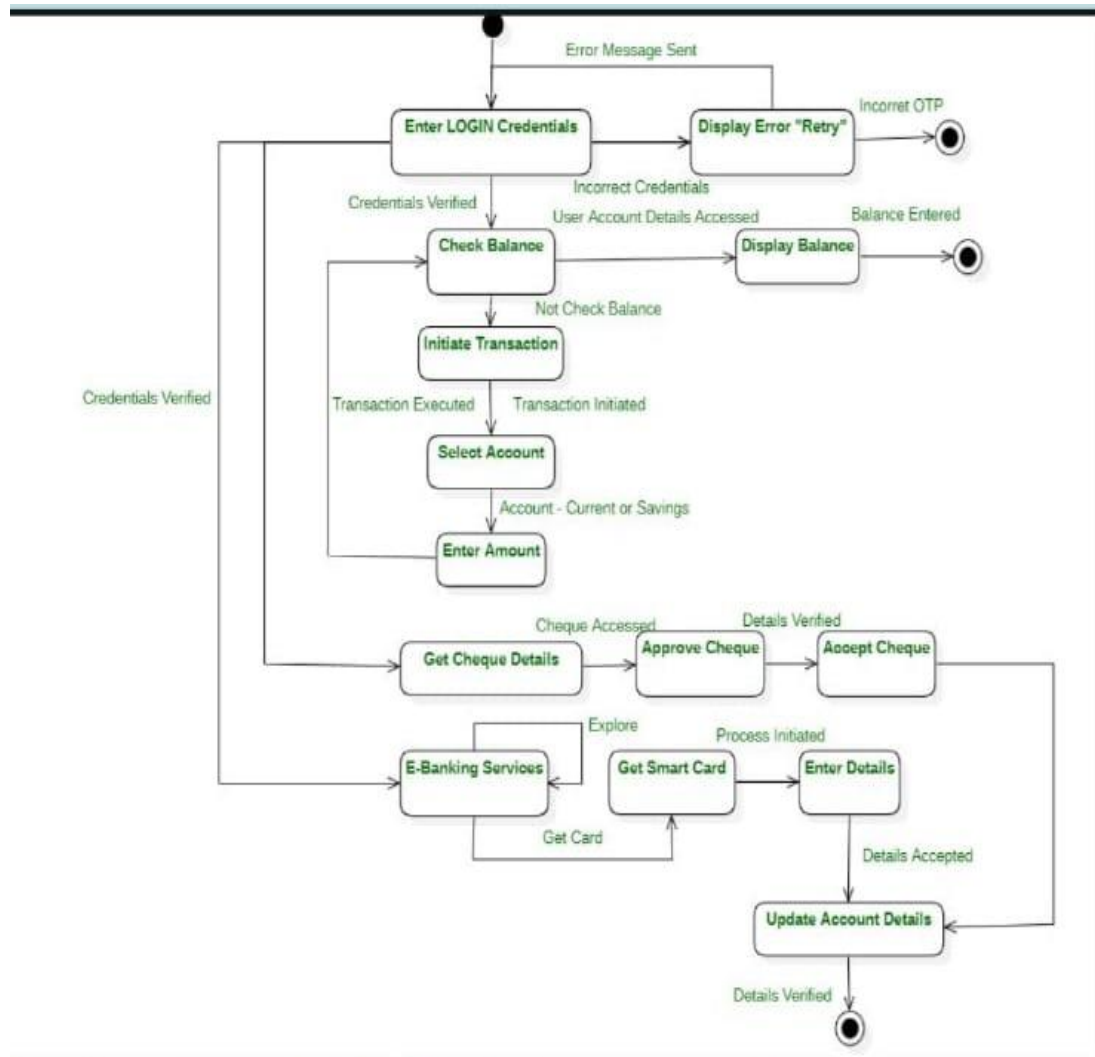 Error Message Sent
Incorret OTP
Enter LOGIN Credentials
Display Error "Retry"
Incorrect Credentials
Credentials Verified
User Account Details Accessed
Balance Entered
Check Balance
Display Balance
Not Check Balance
Initiate Transaction
Credentials Verified
Transaction Executed
Transaction Initiated
Select Account
Account - Current or Savings
Enter Amount
Cheque Accessed
Details Verified
Get Cheque Details
Approve Cheque
Accept Cheque
Explore
Process Initiated
E-Banking Services
Get Smart Card
Enter Details
Get Card
Details Accepted
Update Account Details
Details Verified